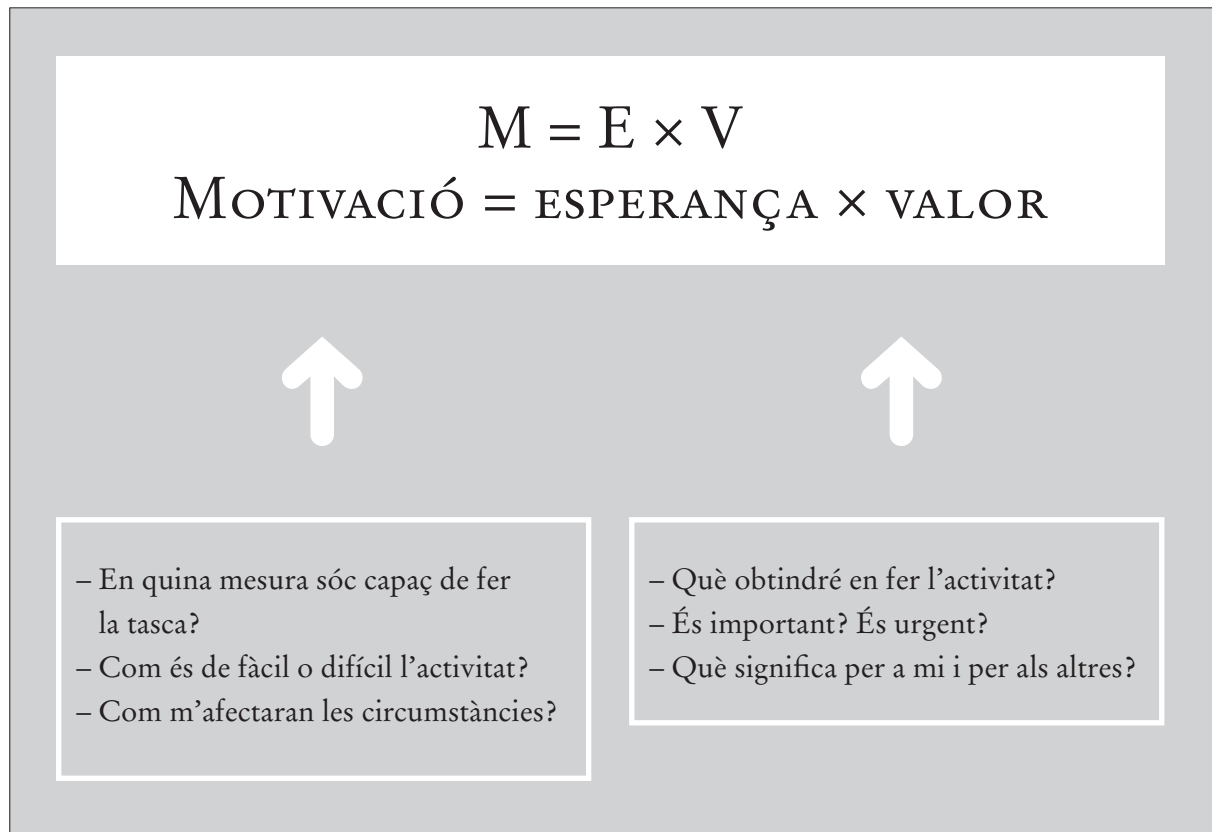 M = E × V
Motivació = esperança × valor
– En quina mesura sóc capaç de fer
la tasca?
– Com és de fàcil o difícil l’activitat?
– Com m’afectaran les circumstàncies?
– Què obtindré en fer l’activitat?
– És important? És urgent?
– Què significa per a mi i per als altres?